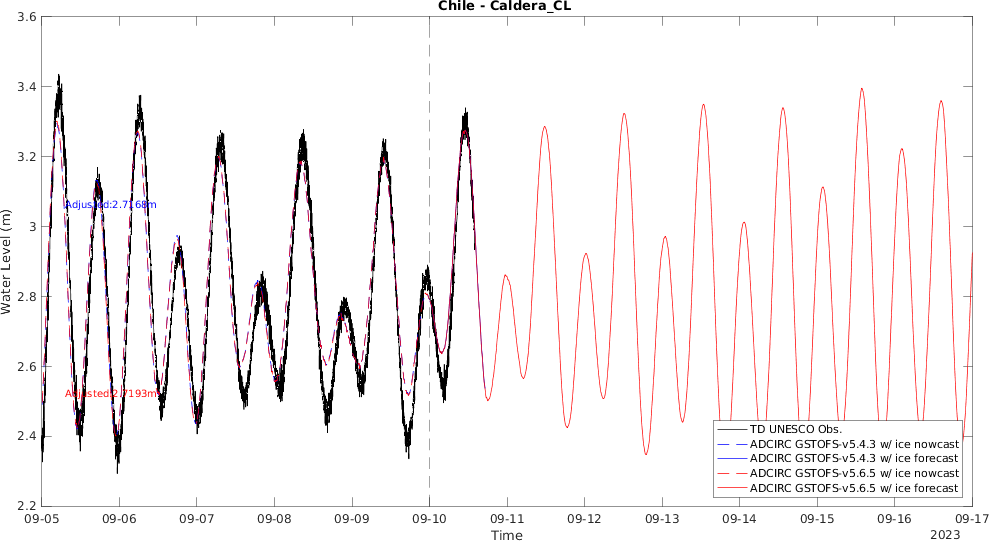 Chile - Caldera_CL
3.6
3.4
3.2
3
2.8
2.6
2.4
2.2
Water Level (m)
Adjusted:2.7168m
Adjusted:2.7193m
TD UNESCO Obs.
ADCIRC GSTOFS-v5.4.3 w/ ice nowcast
ADCIRC GSTOFS-v5.4.3 w/ ice forecast
ADCIRC GSTOFS-v5.6.5 w/ ice nowcast
ADCIRC GSTOFS-v5.6.5 w/ ice forecast
09-05 09-06 09-07 09-08 09-09 09-10 09-11 09-12 09-13 09-14 09-15 09-16 09-17
Time
2023